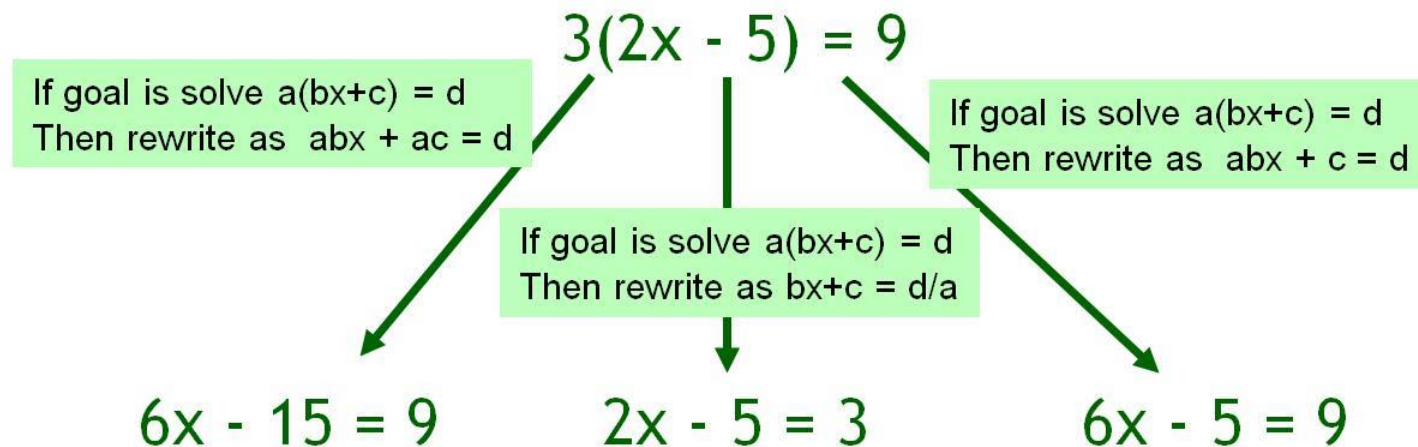 3(2x - 5) = 9
If goal is solve a(bx+c) = d
Then rewrite as abx + ac = d
If goal is solve a(bx+c) = d
Then rewrite as bx+c = d/a
If goal is solve a(bx+c) = d
Then rewrite as abx + c = d
6x - 15 = 9
2x - 5 = 3
6x - 5 = 9